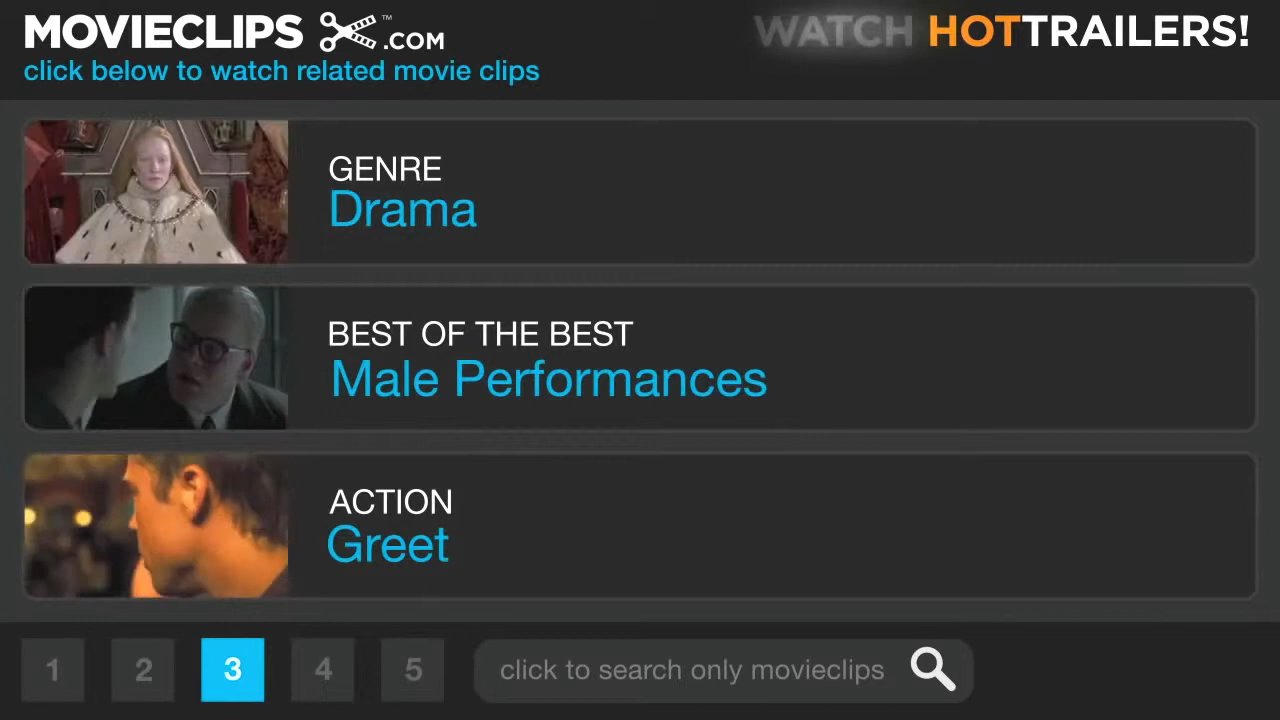 MOVIECLIPS ™ .COM
WATCH HOTTRAILERS!
click below to watch related movie clips
GENRE
Drama
BEST OF THE BEST
Male Performances
ACTION
Greet
1 2 3 4 5 click to search only movieclips